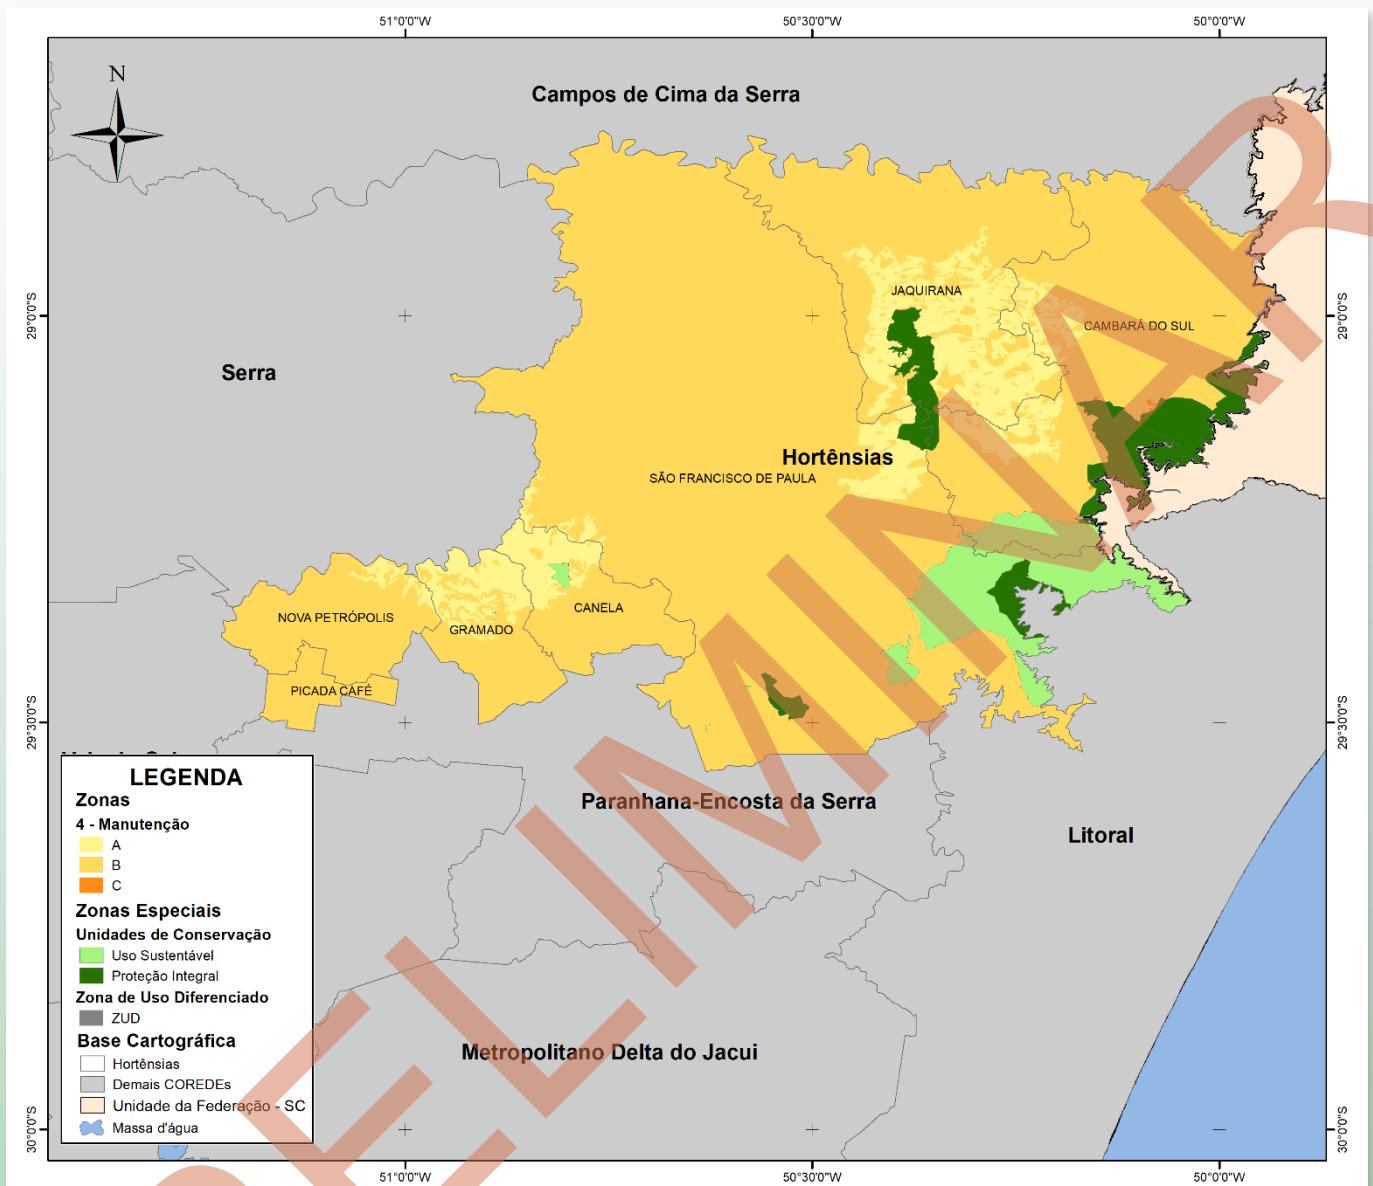 51°0'0"W
50°30'0"W
50°0'0"W
N
Campos de Cima da Serra
JAQUIRANA
29°0'0"S
29°0'0"S
CAMBARÁ DO SUL
Serra
Hortênsias
SÃO FRANCISCO DE PAULA
CANELA
NOVA PETRÓPOLIS
GRAMADO
PICADA CAFÉ
29°30'0"S
29°30'0"S
Paranhana-Encosta da Serra
Litoral
Metropolitano Delta do Jacui
LEGENDA
Zonas
4 - Manutenção
A
B
C
Zonas Especiais
Unidades de Conservação
Uso Sustentável
Proteção Integral
Zona de Uso Diferenciado
ZUD
Base Cartográfica
Hortênsias
Demais COREDEs
Unidade da Federação - SC
Massa d'água
30°0'0"S
30°0'0"S
51°0'0"W
50°30'0"W
50°0'0"W